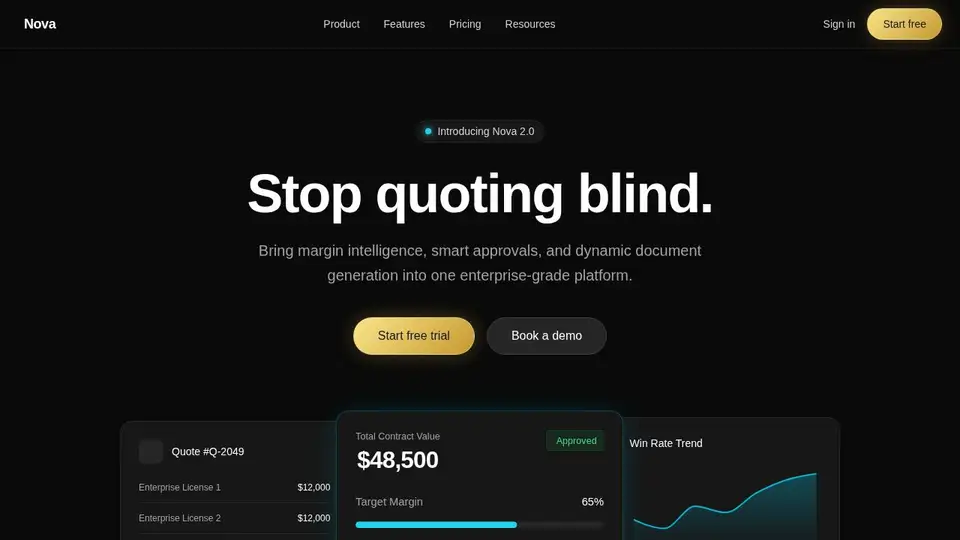 Nova
Product
Features
Pricing
Resources
Sign in
Start free
Introducing Nova 2.0
Stop quoting blind.
Bring margin intelligence, smart approvals, and dynamic document
generation into one enterprise-grade platform.
Start free trial
Book a demo
Quote #Q-2049
Enterprise License 1 $12,000
Enterprise License 2 $12,000
Total Contract Value
Approved
$48,500
Target Margin 65%
Win Rate Trend